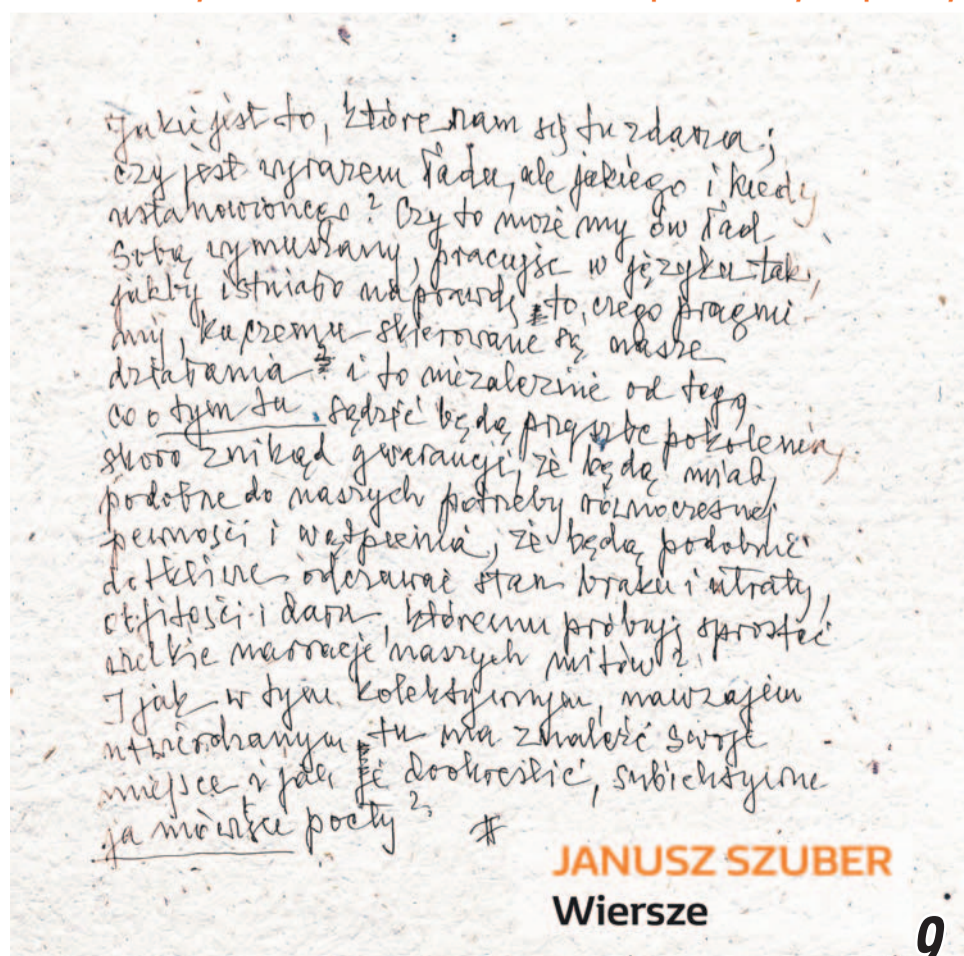 Jakie jest to, które nam się tu zdarza;
czy jest wyrazem ładu, ale jakiego i kiedy
ustanowionego? Czy to może my ów ład
sobą wymuszamy, pracując w języku tak,
jakby istniało naprawdę to, czego pragnie
my, ku czemu skierowane są nasze
działania? i to niezależnie od tego,
co o tym tu sądzić będą przyszłe pokolenia,
skoro znikąd gwarancji, że będą miały
podobne do naszych potrzeby równoczesnej
pewności i wątpienia, że będą podobnie
dotkliwie odczuwać stan braku i utraty,
obfitości i daru, któremu próbują sprostać
wielkie narracje naszych mitów?
I jak w tym kolektywnym, nawzajem
utwierdzanym tu ma znaleźć swoje
miejsce i jak je dookreślić, subiektywne
ja mówiące poety?
JANUSZ SZUBER
Wiersze
9